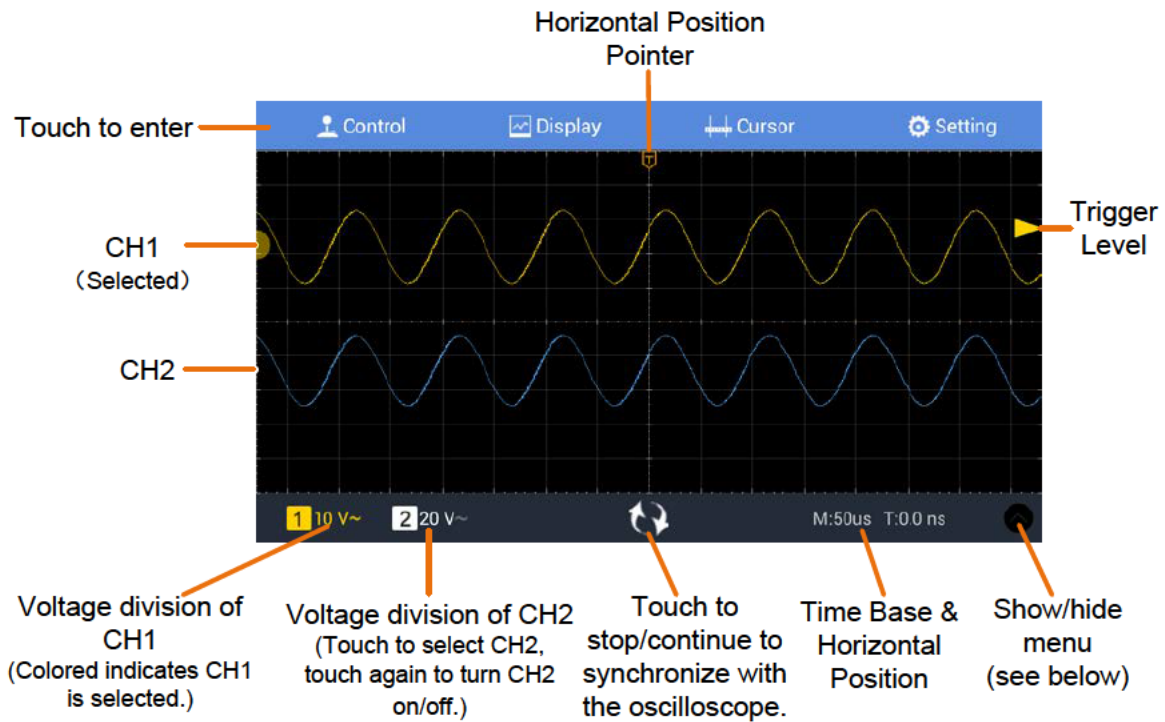 Horizontal Position
Pointer
Touch to enter
Control
Display
Cursor
Setting
T
CH1
（Selected）
Trigger
Level
CH2
1 10 V~
2 20 V~
M:50us T:0.0 ns
Voltage division of
CH1
(Colored indicates CH1
is selected.)
Voltage division of CH2
(Touch to select CH2,
touch again to turn CH2
on/off.)
Touch to
stop/continue to
synchronize with
the oscilloscope.
Time Base &
Horizontal
Position
Show/hide
menu
(see below)